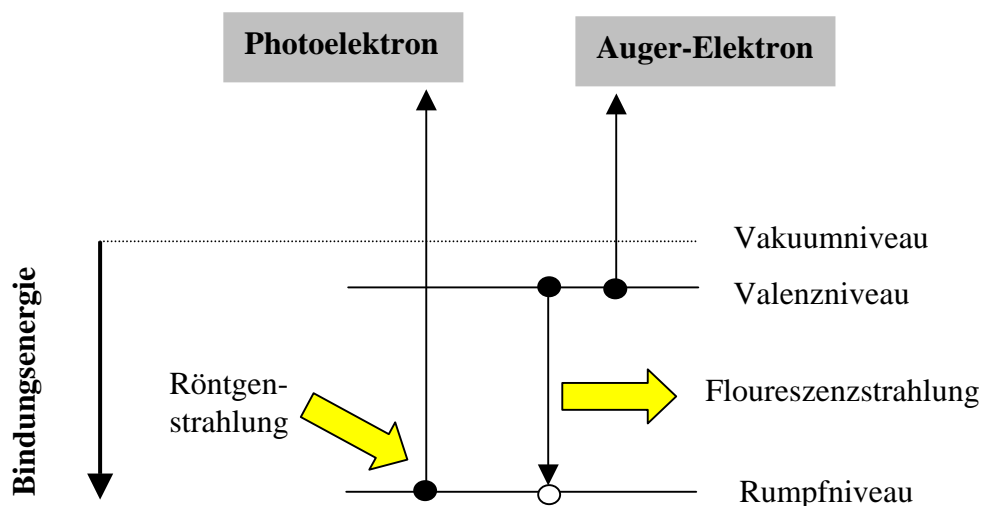 Photoelektron
Auger-Elektron
Vakuumniveau
Valenzniveau
Bindungsenergie
Röntgen-
strahlung
Floureszenzstrahlung
Rumpfniveau